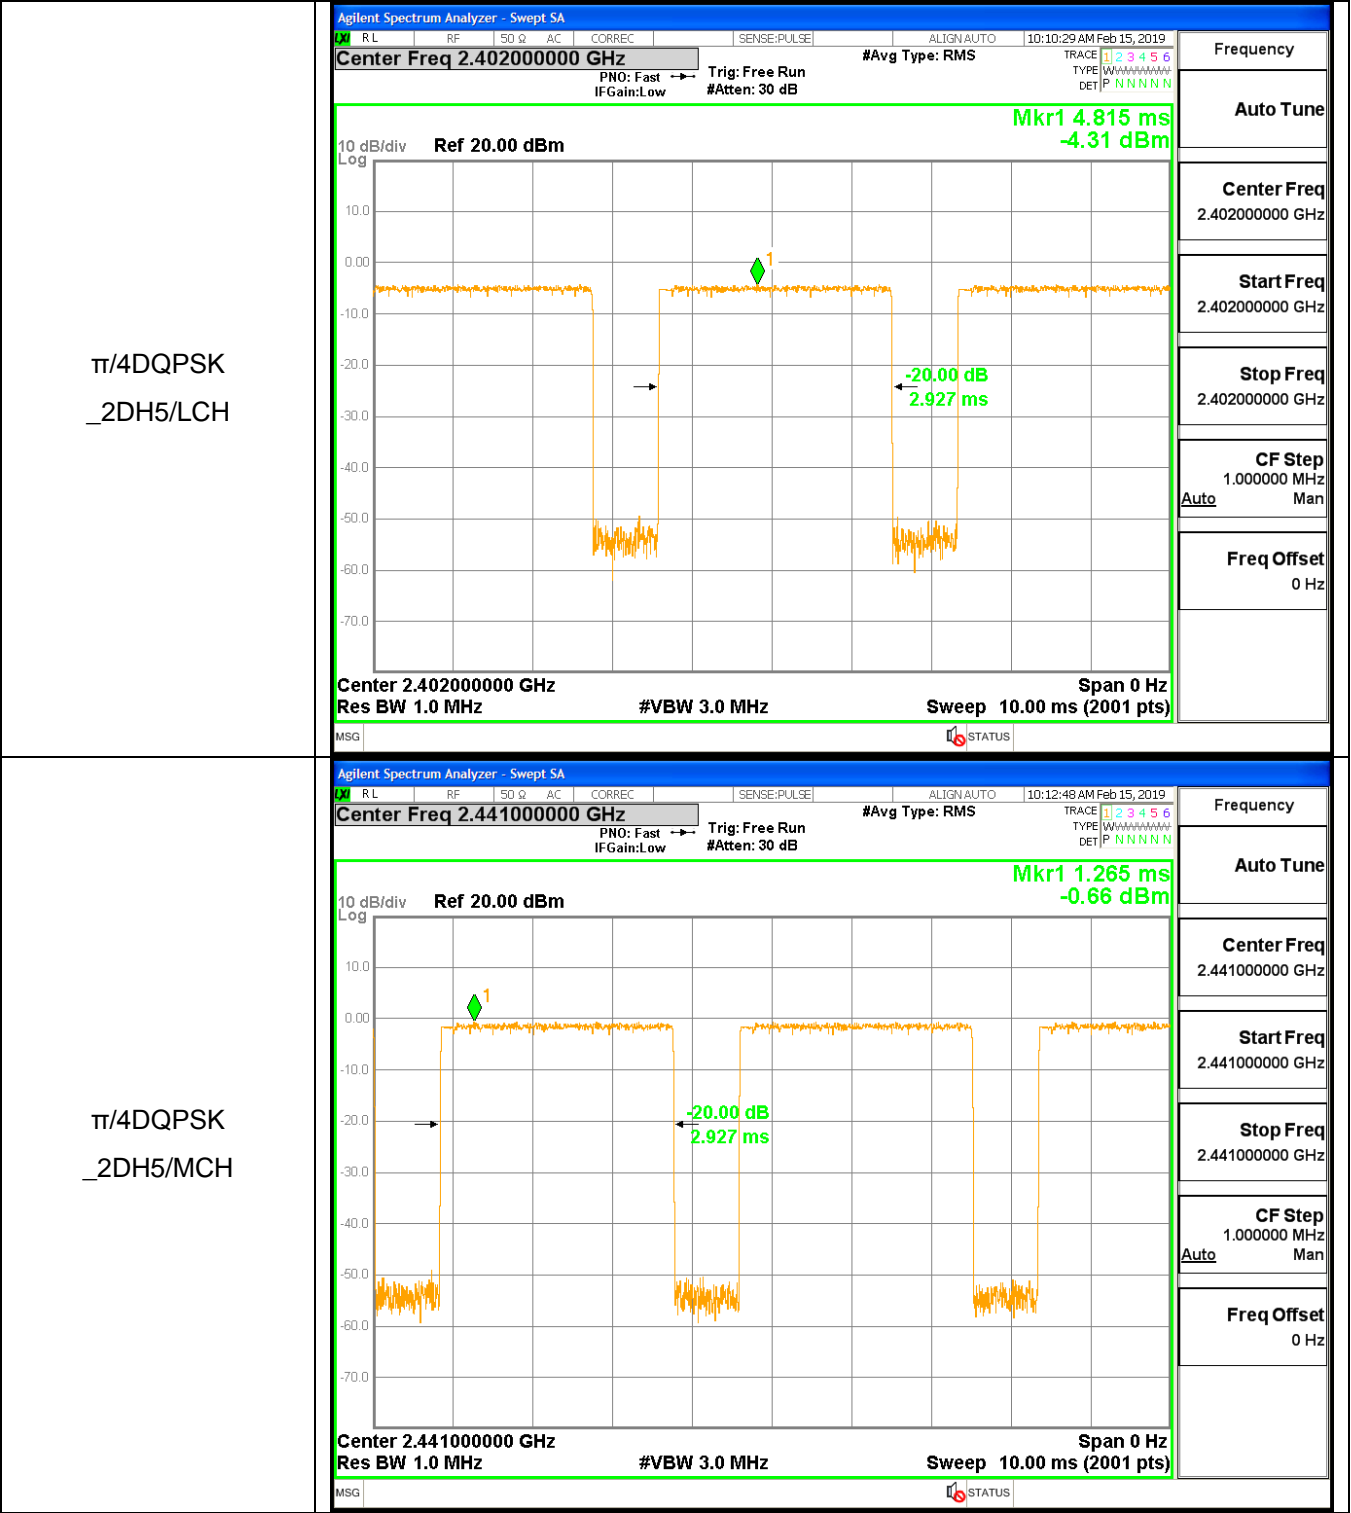 π/4DQPSK
_2DH5/LCH
Agilent Spectrum Analyzer - Swept SA
LXI RL RF 50 Ω AC CORREC SENSE:PULSE ALIGN AUTO 10:10:29 AM Feb 15, 2019
Center Freq 2.402000000 GHz
#Avg Type: RMS
TRACE 1 2 3 4 5 6
PNO: Fast
Trig: Free Run
TYPE
IFGain:Low
#Atten: 30 dB
DET P N N N N N
Mkr1 4.815 ms
-4.31 dBm
10 dB/div
Ref 20.00 dBm
Log
10.0
0.00
1
-10.0
-20.0
-20.00 dB
2.927 ms
-30.0
-40.0
-50.0
-60.0
-70.0
Center 2.402000000 GHz
Span 0 Hz
Res BW 1.0 MHz
#VBW 3.0 MHz
Sweep 10.00 ms (2001 pts)
MSG
STATUS
Frequency
Auto Tune
Center Freq
2.402000000 GHz
Start Freq
2.402000000 GHz
Stop Freq
2.402000000 GHz
CF Step
1.000000 MHz
Auto Man
Freq Offset
0 Hz
π/4DQPSK
_2DH5/MCH
Agilent Spectrum Analyzer - Swept SA
LXI RL RF 50 Ω AC CORREC SENSE:PULSE ALIGN AUTO 10:12:48 AM Feb 15, 2019
Center Freq 2.441000000 GHz
#Avg Type: RMS
TRACE 1 2 3 4 5 6
PNO: Fast
Trig: Free Run
TYPE
IFGain:Low
#Atten: 30 dB
DET P N N N N N
Mkr1 1.265 ms
-0.66 dBm
10 dB/div
Ref 20.00 dBm
Log
10.0
1
0.00
-10.0
-20.0
-20.00 dB
2.927 ms
-30.0
-40.0
-50.0
-60.0
-70.0
Center 2.441000000 GHz
Span 0 Hz
Res BW 1.0 MHz
#VBW 3.0 MHz
Sweep 10.00 ms (2001 pts)
MSG
STATUS
Frequency
Auto Tune
Center Freq
2.441000000 GHz
Start Freq
2.441000000 GHz
Stop Freq
2.441000000 GHz
CF Step
1.000000 MHz
Auto Man
Freq Offset
0 Hz